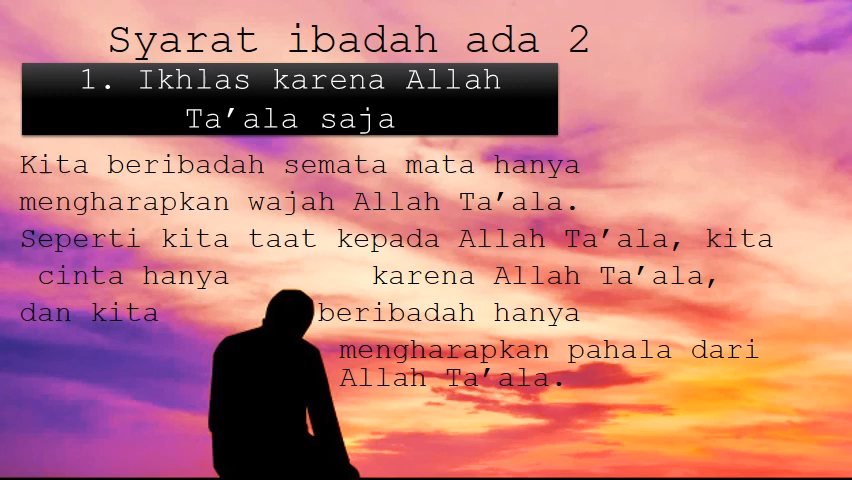 Syarat ibadah ada 2
1. Ikhlas karena Allah
Ta’ala saja
Kita beribadah semata mata hanya
mengharapkan wajah Allah Ta’ala.
Seperti kita taat kepada Allah Ta’ala, kita
cinta hanya karena Allah Ta’ala,
dan kita beribadah hanya
mengharapkan pahala dari
Allah Ta’ala.